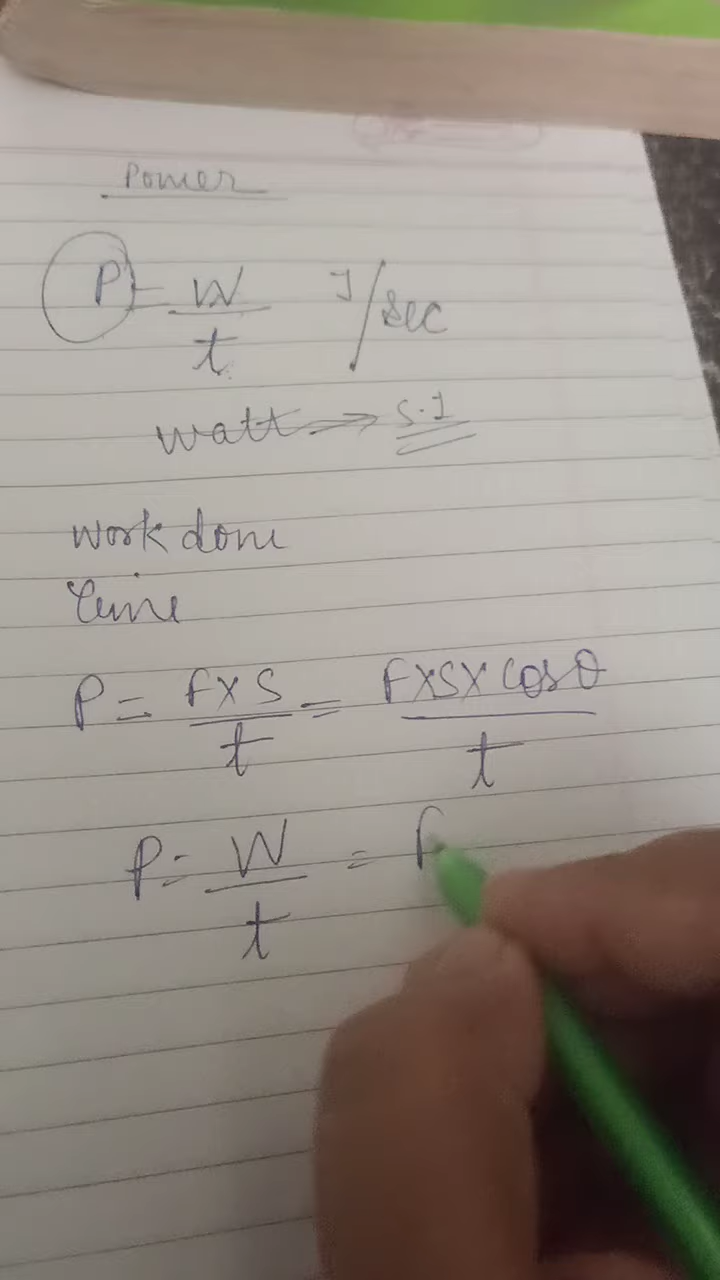 Power
P = W/t J/sec
watt → S.I
work done
Time
P = F×S/t = F×S×cosθ/t
P = W/t = F